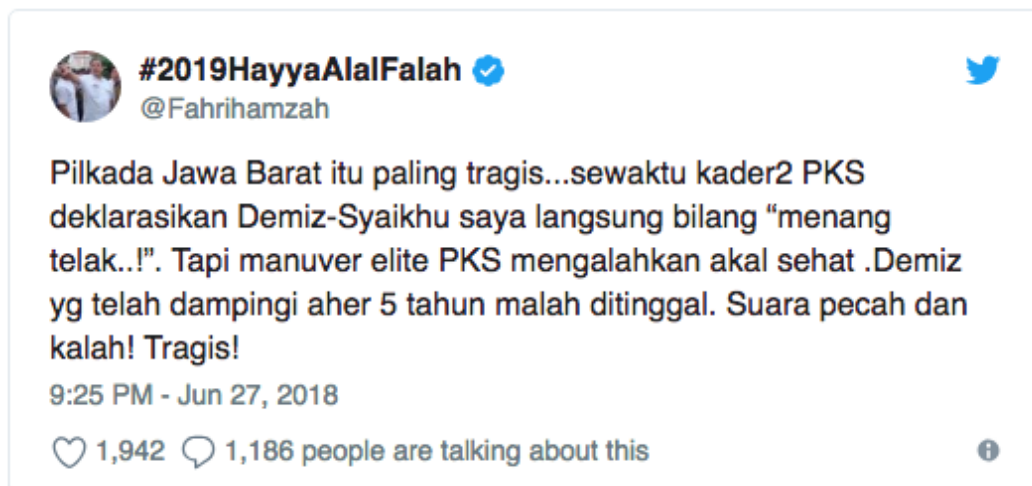 #2019HayyaAlalFalah
@Fahrihamzah
Pilkada Jawa Barat itu paling tragis...sewaktu kader2 PKS
deklarasikan Demiz-Syaikhu saya langsung bilang “menang
telak..!”. Tapi manuver elite PKS mengalahkan akal sehat .Demiz
yg telah dampingi aher 5 tahun malah ditinggal. Suara pecah dan
kalah! Tragis!
9:25 PM - Jun 27, 2018
1,942 1,186 people are talking about this